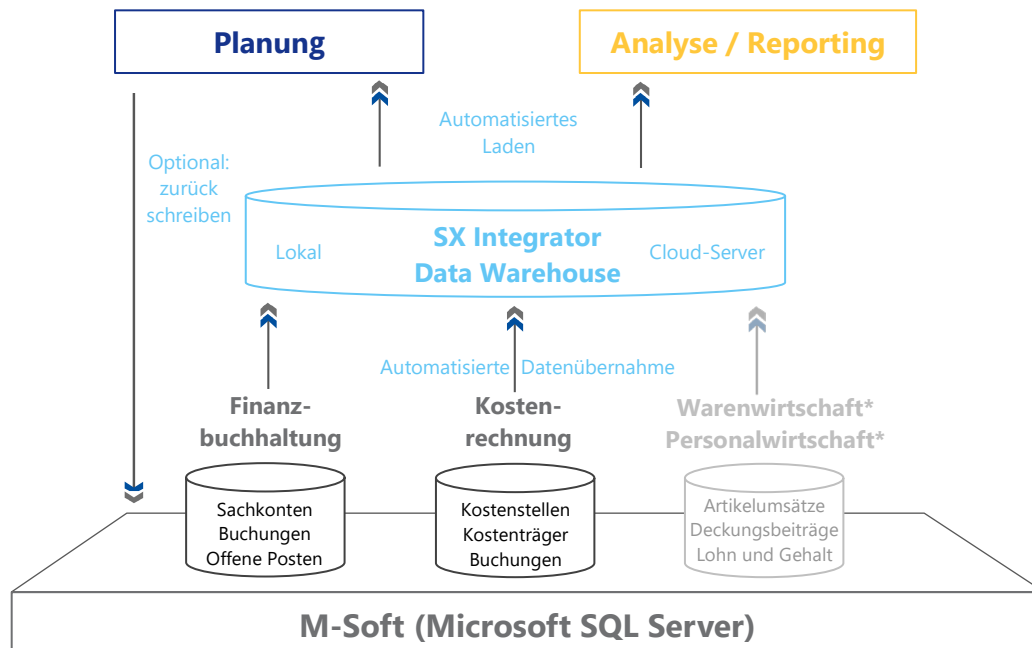 Planung
Analyse / Reporting
Automatisiertes
Laden
Optional:
zurück
schreiben
SX Integrator
Data Warehouse
Lokal
Cloud-Server
Automatisierte Datenübernahme
Finanz-
buchhaltung
Kosten-
rechnung
Warenwirtschaft*
Personalwirtschaft*
Sachkonten
Buchungen
Offene Posten
Kostenstellen
Kostenträger
Buchungen
Artikelumsätze
Deckungsbeiträge
Lohn und Gehalt
M-Soft (Microsoft SQL Server)